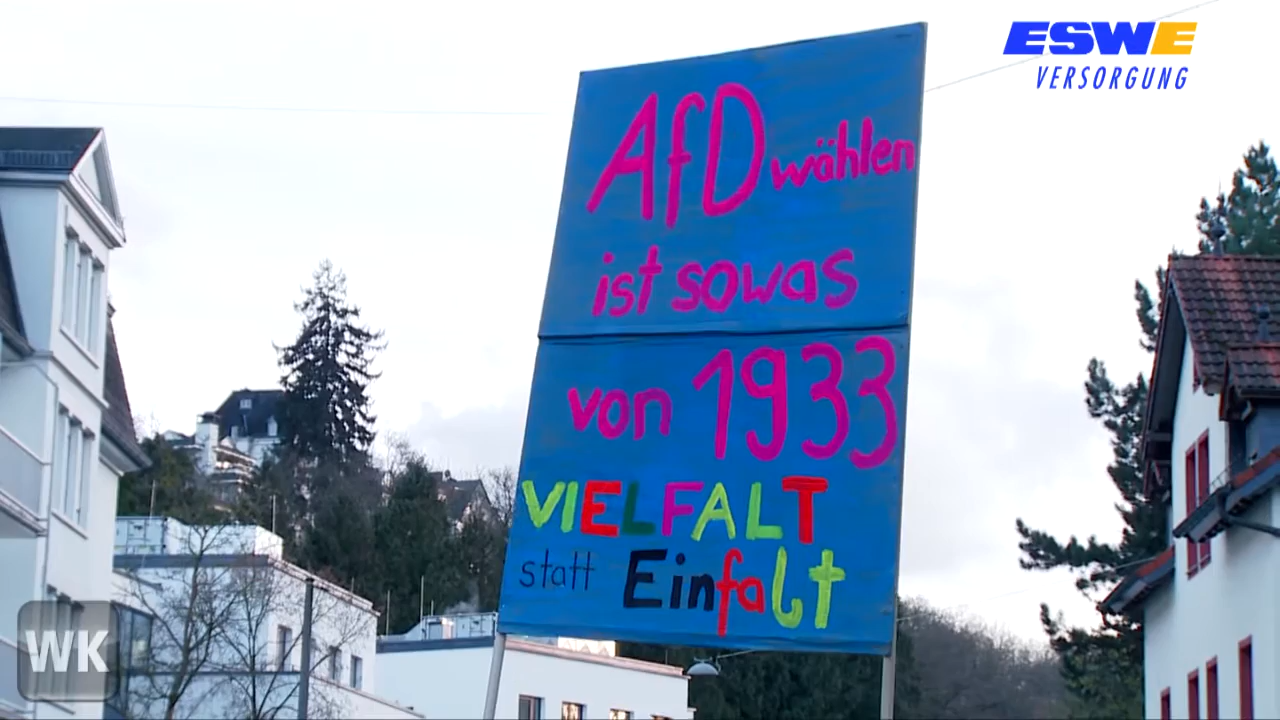 ESWE
VERSORGUNG
AfD wählen
ist sowas
von 1933
VIELFALT
statt Einfalt
WK